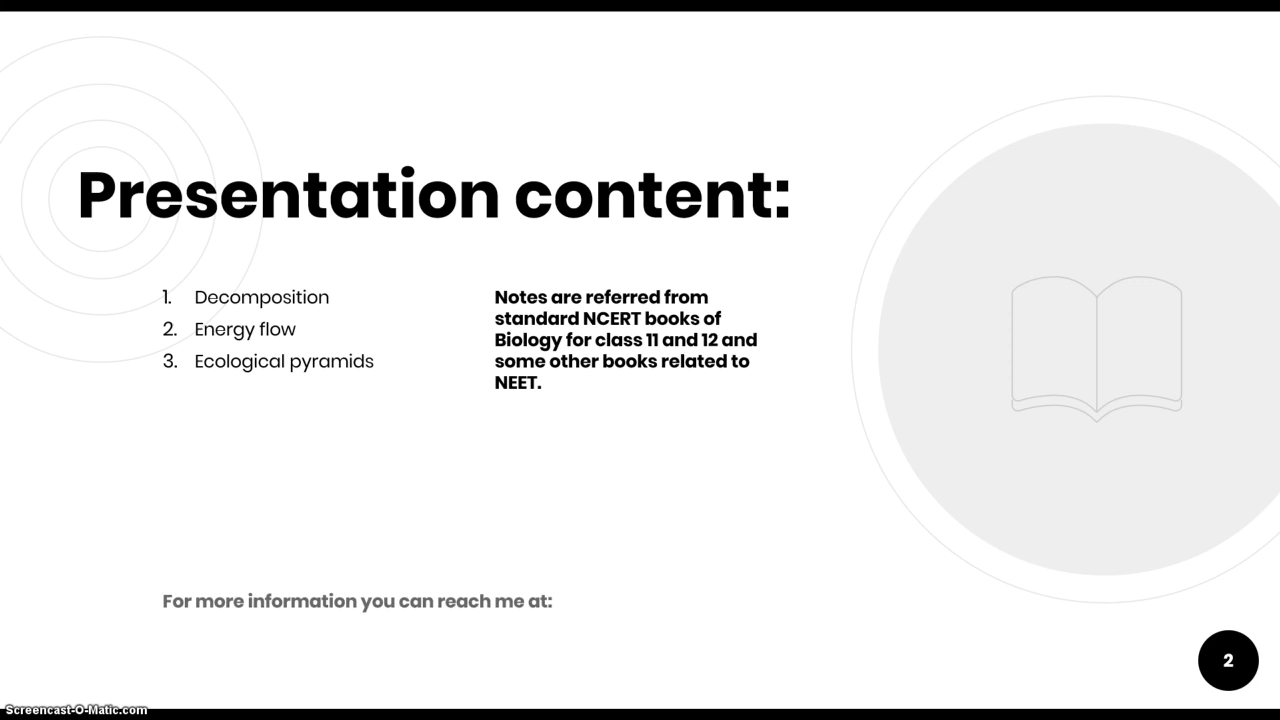 Presentation content:
1. Decomposition
2. Energy flow
3. Ecological pyramids
Notes are referred from
standard NCERT books of
Biology for class 11 and 12 and
some other books related to
NEET.
For more information you can reach me at:
2
Screencast-O-Matic.com